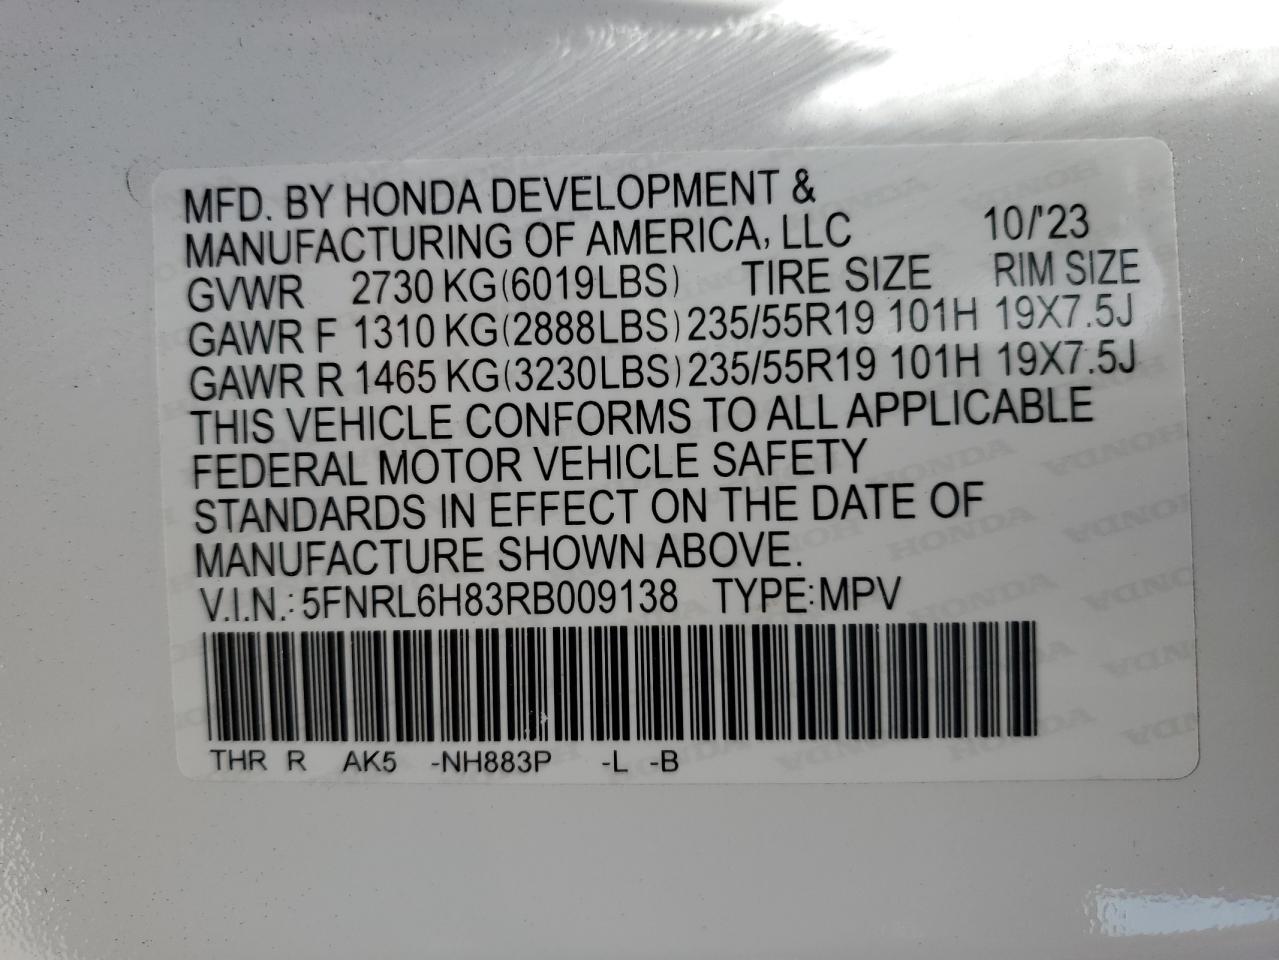 MFD. BY HONDA DEVELOPMENT &
MANUFACTURING OF AMERICA, LLC 10/'23
GVWR 2730 KG(6019LBS) TIRE SIZE RIM SIZE
GAWR F 1310 KG(2888LBS) 235/55R19 101H 19X7.5J
GAWR R 1465 KG(3230LBS) 235/55R19 101H 19X7.5J
THIS VEHICLE CONFORMS TO ALL APPLICABLE
FEDERAL MOTOR VEHICLE SAFETY
STANDARDS IN EFFECT ON THE DATE OF
MANUFACTURE SHOWN ABOVE.
V.I.N.: 5FNRL6H83RB009138 TYPE:MPV
THR R AK5 -NH883P -L -B